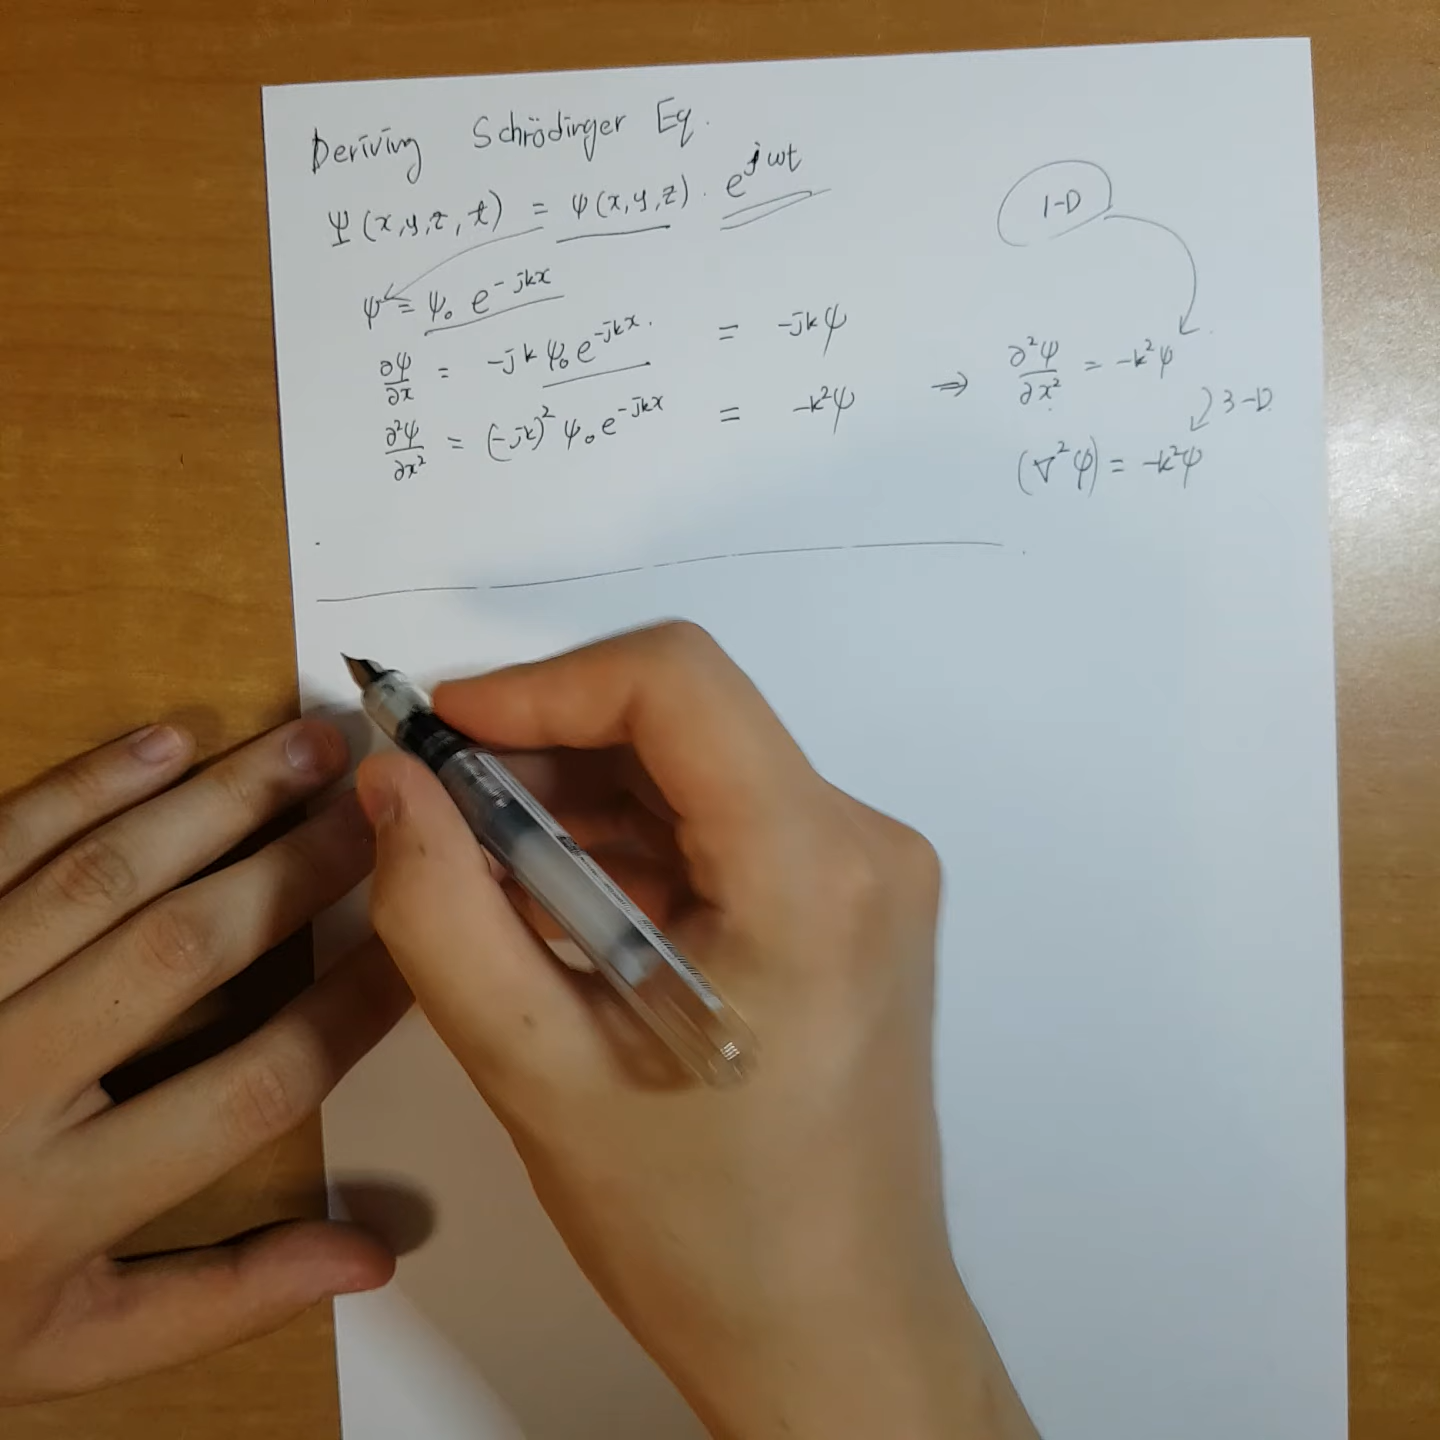 Deriving Schrödinger Eq.
Ψ(x,y,z,t) = ψ(x,y,z) · e^{jωt}
1-D
ψ = ψ₀ e^{-jkx}
∂ψ/∂x = -jk ψ₀ e^{-jkx} = -jkψ
∂²ψ/∂x² = (-jk)² ψ₀ e^{-jkx} = -k²ψ
⇒ ∂²ψ/∂x² = -k²ψ
3-D
(∇²ψ) = -k²ψ